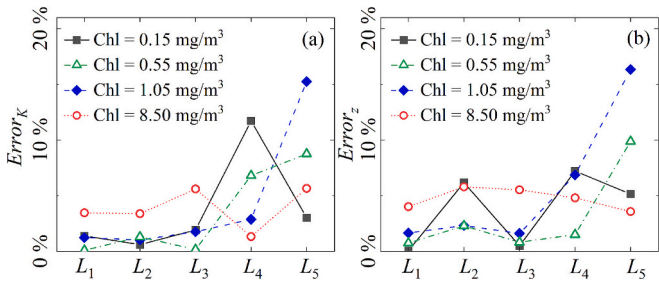 20 %
10 %
0 %
Error_K
(a)
Chl = 0.15 mg/m³
Chl = 0.55 mg/m³
Chl = 1.05 mg/m³
Chl = 8.50 mg/m³
L₁ L₂ L₃ L₄ L₅
20 %
10 %
0 %
Error_z
(b)
Chl = 0.15 mg/m³
Chl = 0.55 mg/m³
Chl = 1.05 mg/m³
Chl = 8.50 mg/m³
L₁ L₂ L₃ L₄ L₅